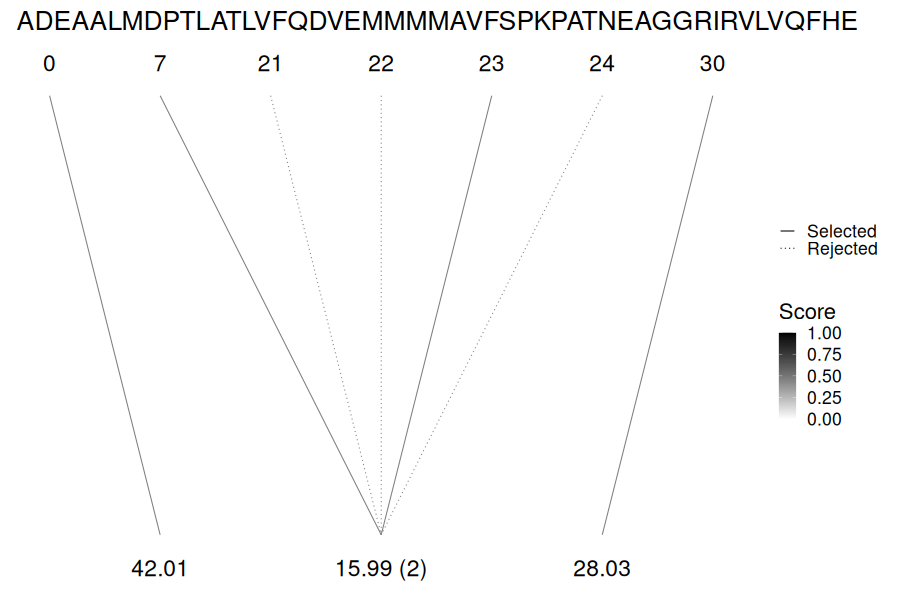 ADEAALMDPTLATLVFQDVEMMMMAVFSPKPATNEAGGRIRVLVQFHE
0 7 21 22 23 24 30
Selected
Rejected
Score
1.00
0.75
0.50
0.25
0.00
42.01 15.99 (2) 28.03